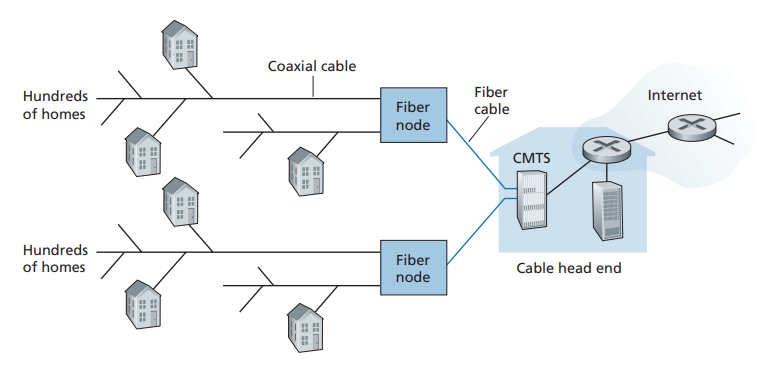 Coaxial cable
Hundreds
of homes
Fiber
node
Fiber
cable
Internet
CMTS
Hundreds
of homes
Fiber
node
Cable head end